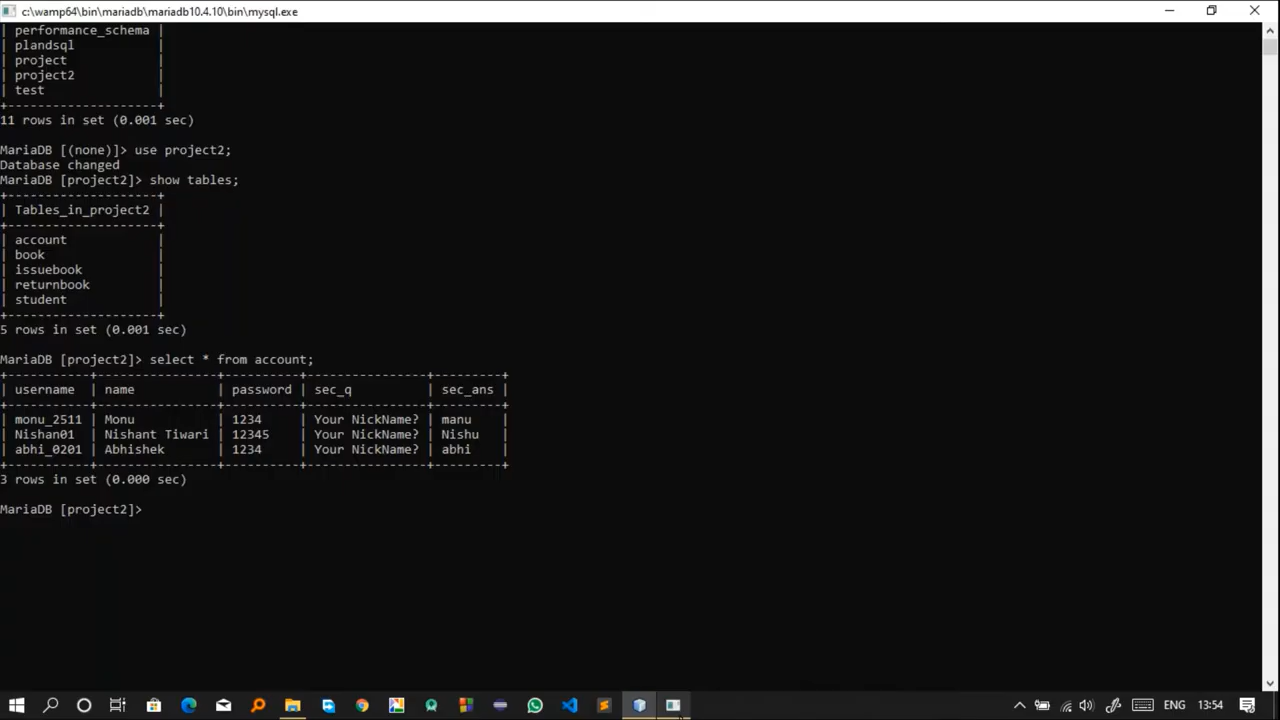 c:\wamp64\bin\mariadb\mariadb10.4.10\bin\mysql.exe
| performance_schema |
| plandsql           |
| project            |
| project2           |
| test               |
+--------------------+
11 rows in set (0.001 sec)
MariaDB [(none)]> use project2;
Database changed
MariaDB [project2]> show tables;
+--------------------+
| Tables_in_project2 |
+--------------------+
| account            |
| book               |
| issuebook          |
| returnbook         |
| student            |
+--------------------+
5 rows in set (0.001 sec)
MariaDB [project2]> select * from account;
+-----------+----------------+----------+----------------+---------+
| username  | name           | password | sec_q          | sec_ans |
+-----------+----------------+----------+----------------+---------+
| monu_2511 | Monu           | 1234     | Your NickName? | manu    |
| Nishan01  | Nishant Tiwari | 12345    | Your NickName? | Nishu   |
| abhi_0201 | Abhishek       | 1234     | Your NickName? | abhi    |
+-----------+----------------+----------+----------------+---------+
3 rows in set (0.000 sec)
MariaDB [project2]>
ENG 13:54